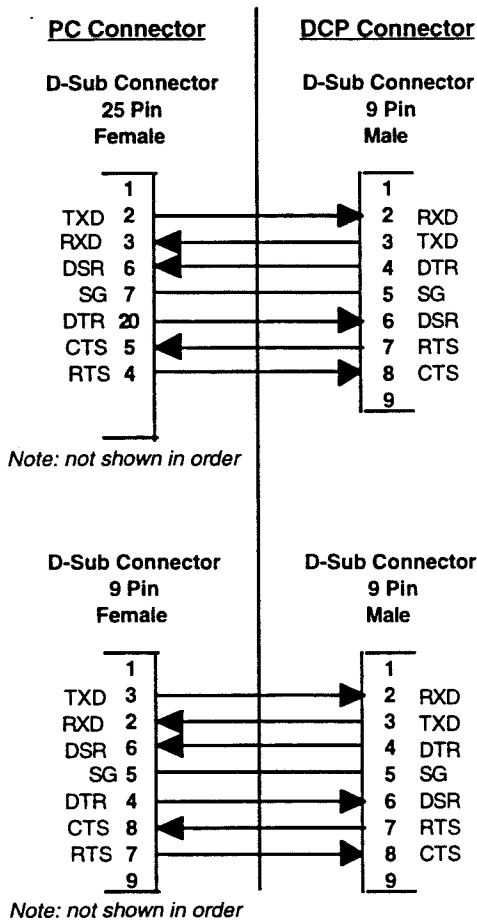 PC Connector DCP Connector
D-Sub Connector D-Sub Connector
25 Pin 9 Pin
Female Male
1 1
TXD 2 2 RXD
RXD 3 3 TXD
DSR 6 4 DTR
SG 7 5 SG
DTR 20 6 DSR
CTS 5 7 RTS
RTS 4 8 CTS
9
Note: not shown in order
D-Sub Connector D-Sub Connector
9 Pin 9 Pin
Female Male
1 1
TXD 3 2 RXD
RXD 2 3 TXD
DSR 6 4 DTR
SG 5 5 SG
DTR 4 6 DSR
CTS 8 7 RTS
RTS 7 8 CTS
9 9
Note: not shown in order